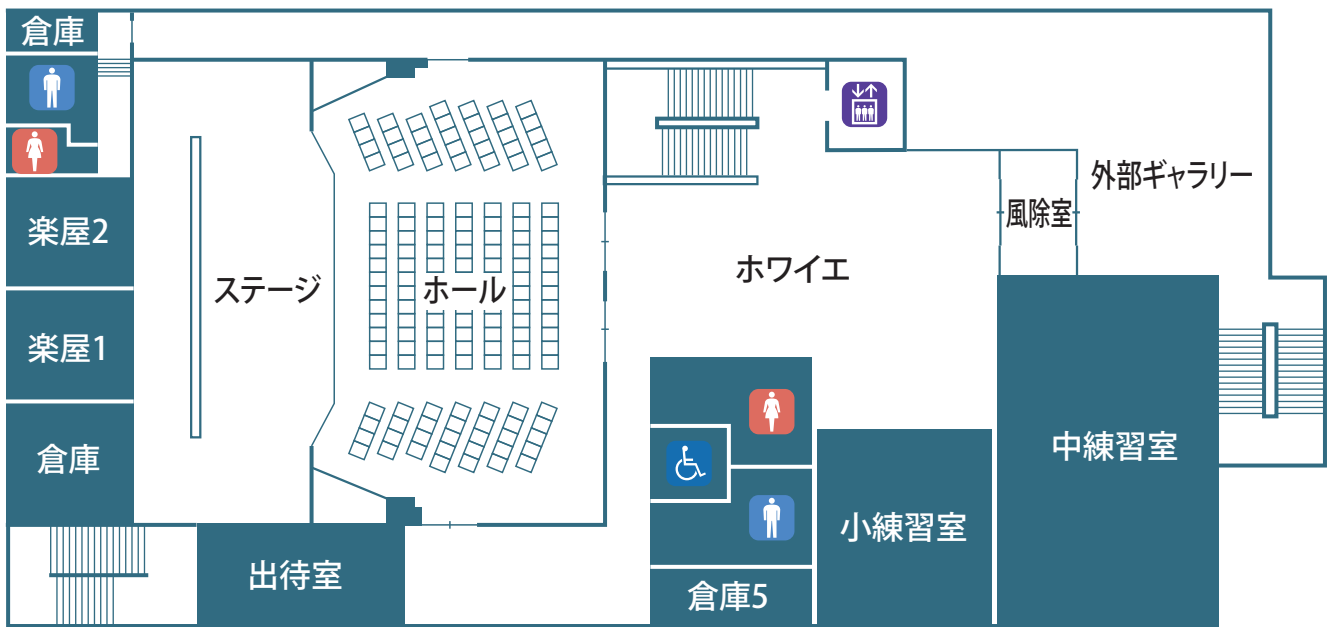 倉庫
外部ギャラリー
風除室
楽屋2
ホワイエ
ステージ
ホール
楽屋1
倉庫
中練習室
小練習室
出待室
倉庫5